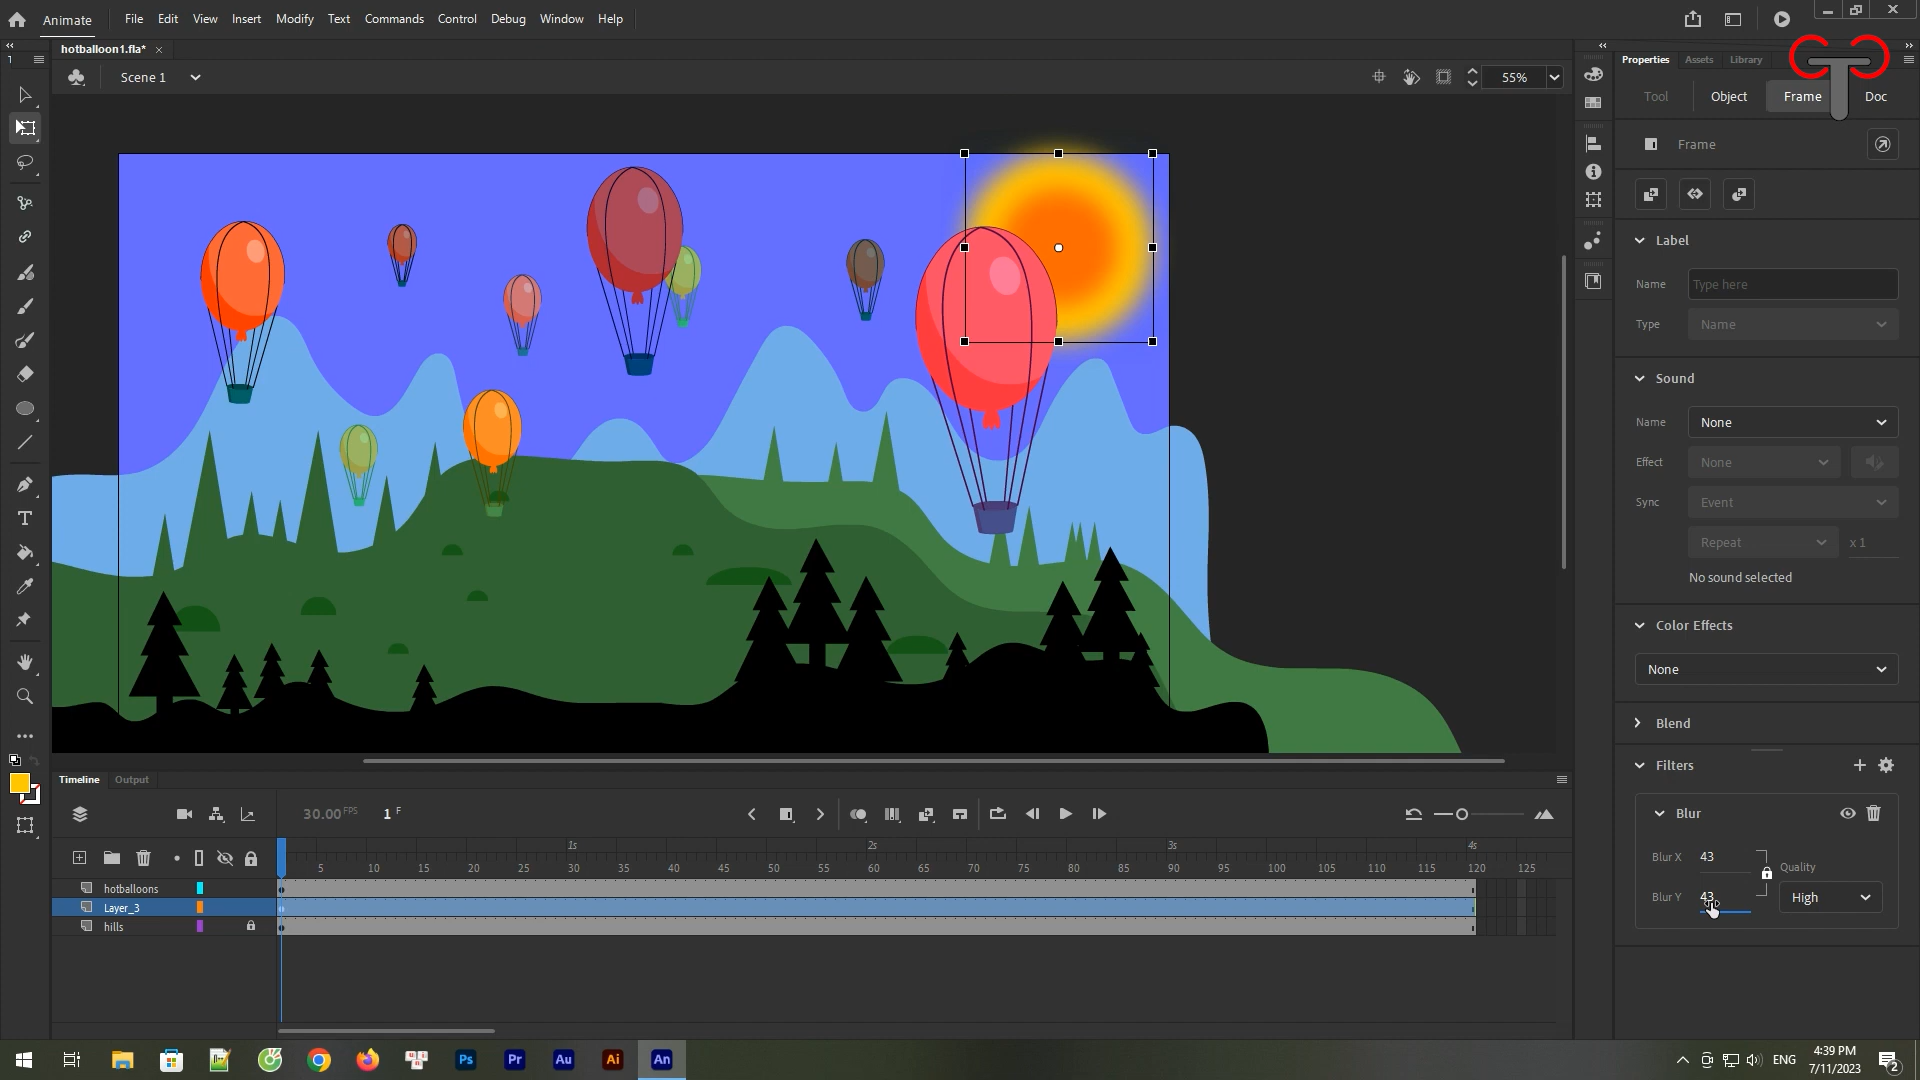 Animate File Edit View Insert Modify Text Commands Control Debug Window Help
hotballoon1.fla*
Scene 1 55%
Properties Assets Library
Tool Object Frame Doc
Frame
Label
Name Type here
Type Name
Sound
Name None
Effect None
Sync Event
Repeat x 1
No sound selected
Color Effects
None
Blend
Filters
Blur
Blur X 43
Quality
Blur Y 43 High
Timeline Output
30.00 FPS 1 F
1s 2s 3s 4s
5 10 15 20 25 30 35 40 45 50 55 60 65 70 75 80 85 90 95 100 105 110 115 120 125
hotballoons
Layer_3
hills
Ps Pr Au Ai An
ENG 4:39 PM
7/11/2023 2